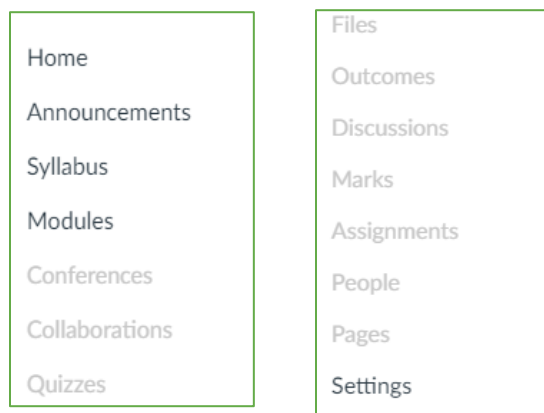 Home
Announcements
Syllabus
Modules
Conferences
Collaborations
Quizzes
Files
Outcomes
Discussions
Marks
Assignments
People
Pages
Settings